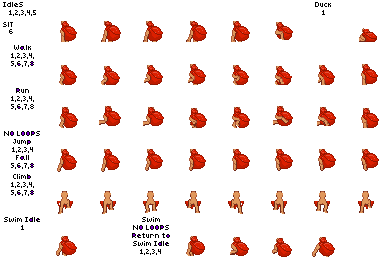 IdleS
1,2,3,4,5
Duck
1
SIT
6
Walk
1,2,3,4,
5,6,7,8
Run
1,2,3,4,
5,6,7,8
NO LOOPS
Jump
1,2,3,4
Fall
5,6,7,8
Climb
1,2,3,4,
5,6,7,8
Swim Idle
1
Swim
NO LOOPS
Return to
Swim Idle
1,2,3,4